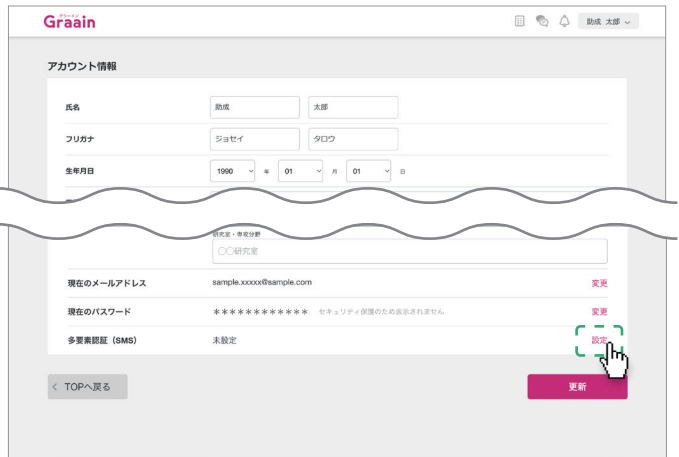 グラァイン
Graain
助成 太郎
アカウント情報
氏名 助成 太郎
フリガナ ジョセイ タロウ
生年月日 1990 年 01 月 01 日
研究室・専攻分野
〇〇研究室
現在のメールアドレス sample.xxxxx@sample.com 変更
現在のパスワード ************ セキュリティ保護のため表示されません 変更
多要素認証（SMS） 未設定 設定
< TOPへ戻る 更新